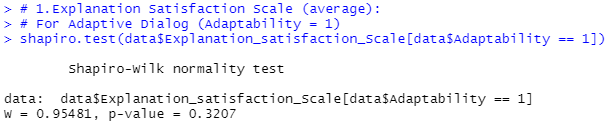 > # 1.Explanation Satisfaction Scale (average):
> # For Adaptive Dialog (Adaptability = 1)
> shapiro.test(data$Explanation_satisfaction_Scale[data$Adaptability == 1])
Shapiro-Wilk normality test
data:  data$Explanation_satisfaction_Scale[data$Adaptability == 1]
W = 0.95481, p-value = 0.3207